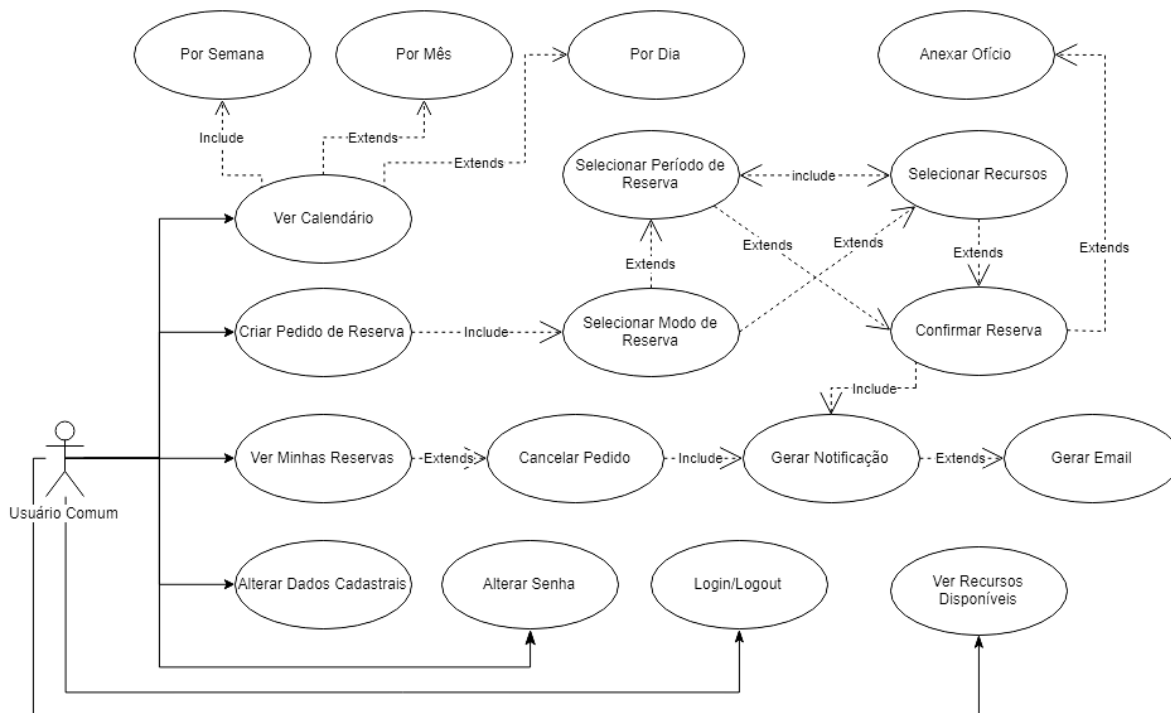 Por Semana
Por Mês
Por Dia
Anexar Ofício
Include
Extends
Extends
Selecionar Período de
Reserva
include
Selecionar Recursos
Ver Calendário
Extends
Extends
Extends
Extends
Extends
Criar Pedido de Reserva
Include
Selecionar Modo de
Reserva
Confirmar Reserva
Include
Ver Minhas Reservas
Extends
Cancelar Pedido
Include
Gerar Notificação
Extends
Gerar Email
Usuário Comum
Alterar Dados Cadastrais
Alterar Senha
Login/Logout
Ver Recursos
Disponíveis